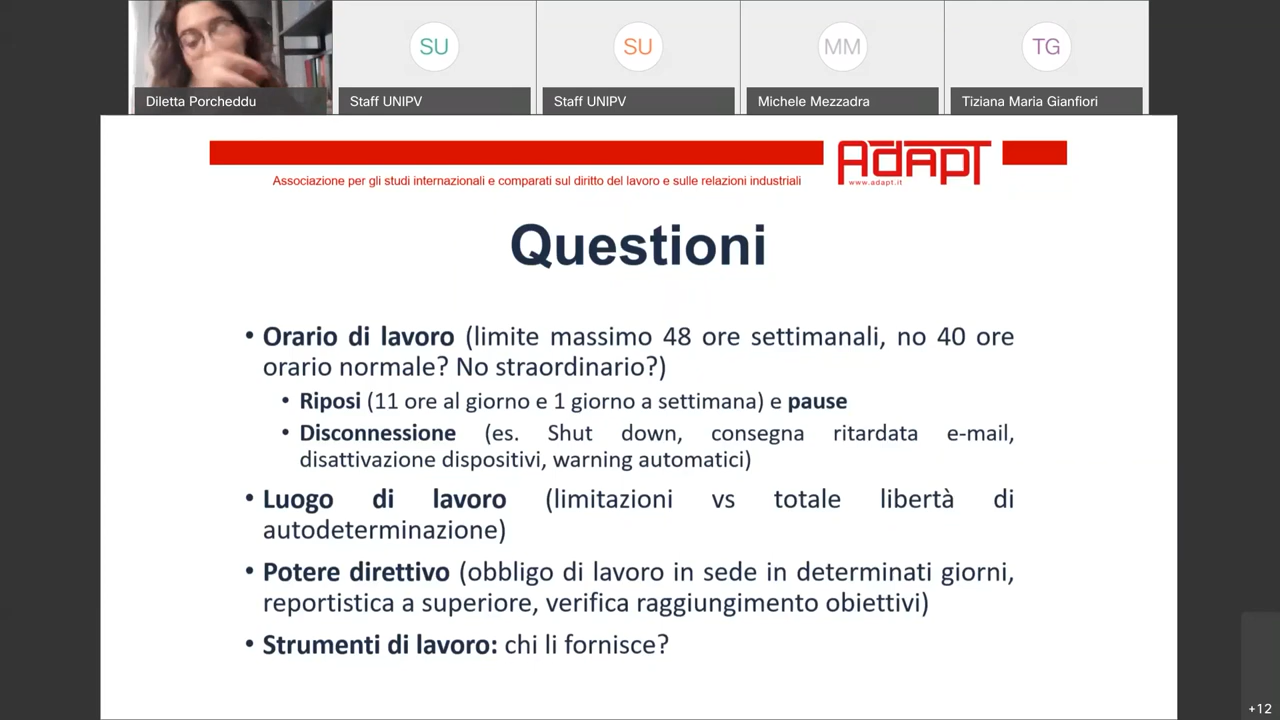 SU
SU
MM
TG
Diletta Porcheddu
Staff UNIPV
Staff UNIPV
Michele Mezzadra
Tiziana Maria Gianfiori
Adapt
www.adapt.it
Associazione per gli studi internazionali e comparati sul diritto del lavoro e sulle relazioni industriali
Questioni
• Orario di lavoro (limite massimo 48 ore settimanali, no 40 ore
orario normale? No straordinario?)
• Riposi (11 ore al giorno e 1 giorno a settimana) e pause
• Disconnessione (es. Shut down, consegna ritardata e-mail,
disattivazione dispositivi, warning automatici)
• Luogo di lavoro (limitazioni vs totale libertà di
autodeterminazione)
• Potere direttivo (obbligo di lavoro in sede in determinati giorni,
reportistica a superiore, verifica raggiungimento obiettivi)
• Strumenti di lavoro: chi li fornisce?
+12